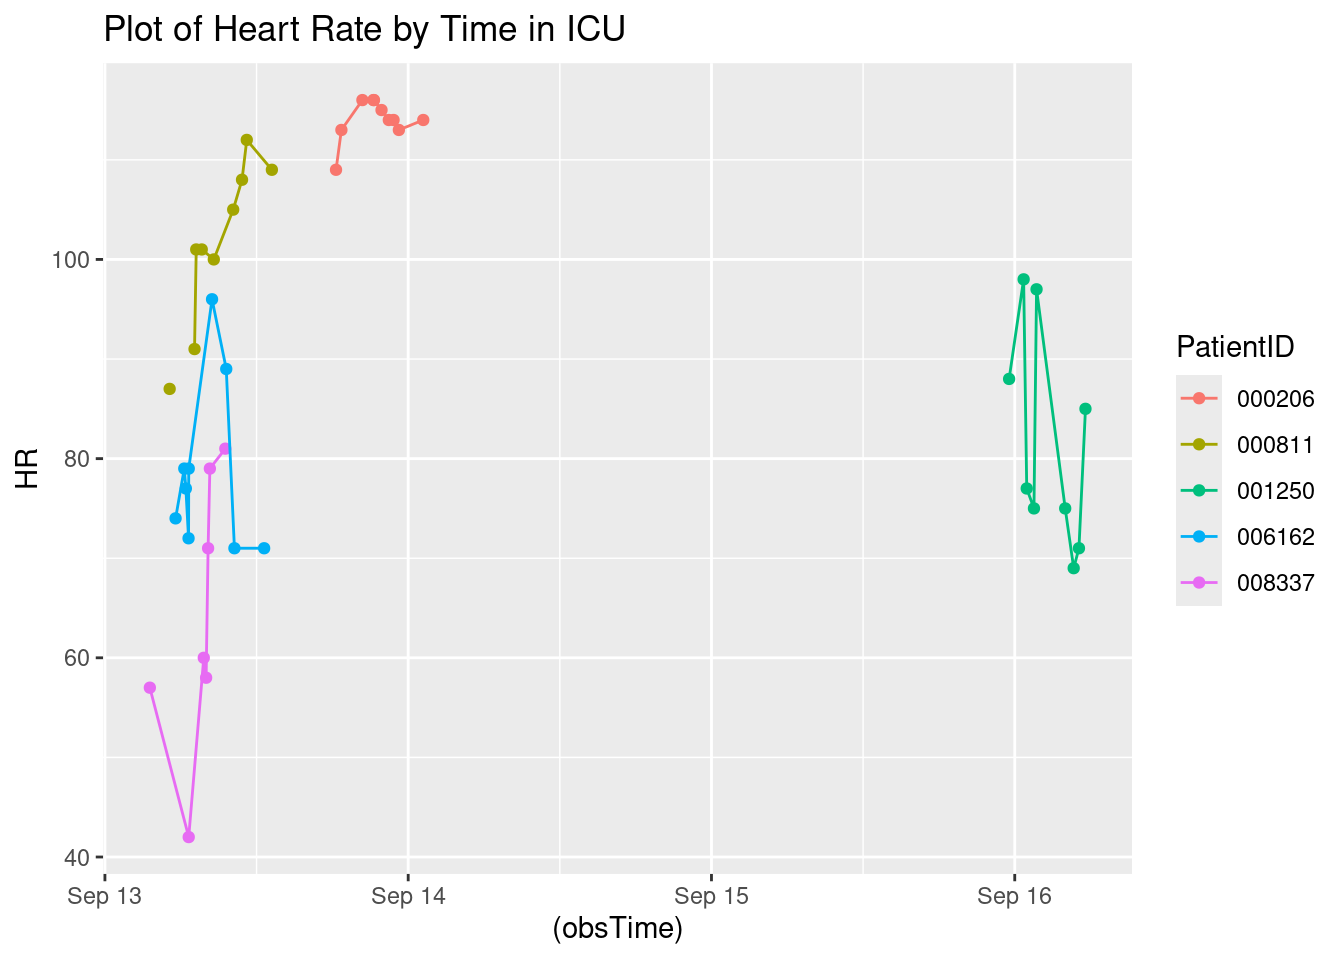 Plot of Heart Rate by Time in ICU
HR
100
80
60
40
Sep 13
Sep 14
Sep 15
Sep 16
(obsTime)
PatientID
000206
000811
001250
006162
008337